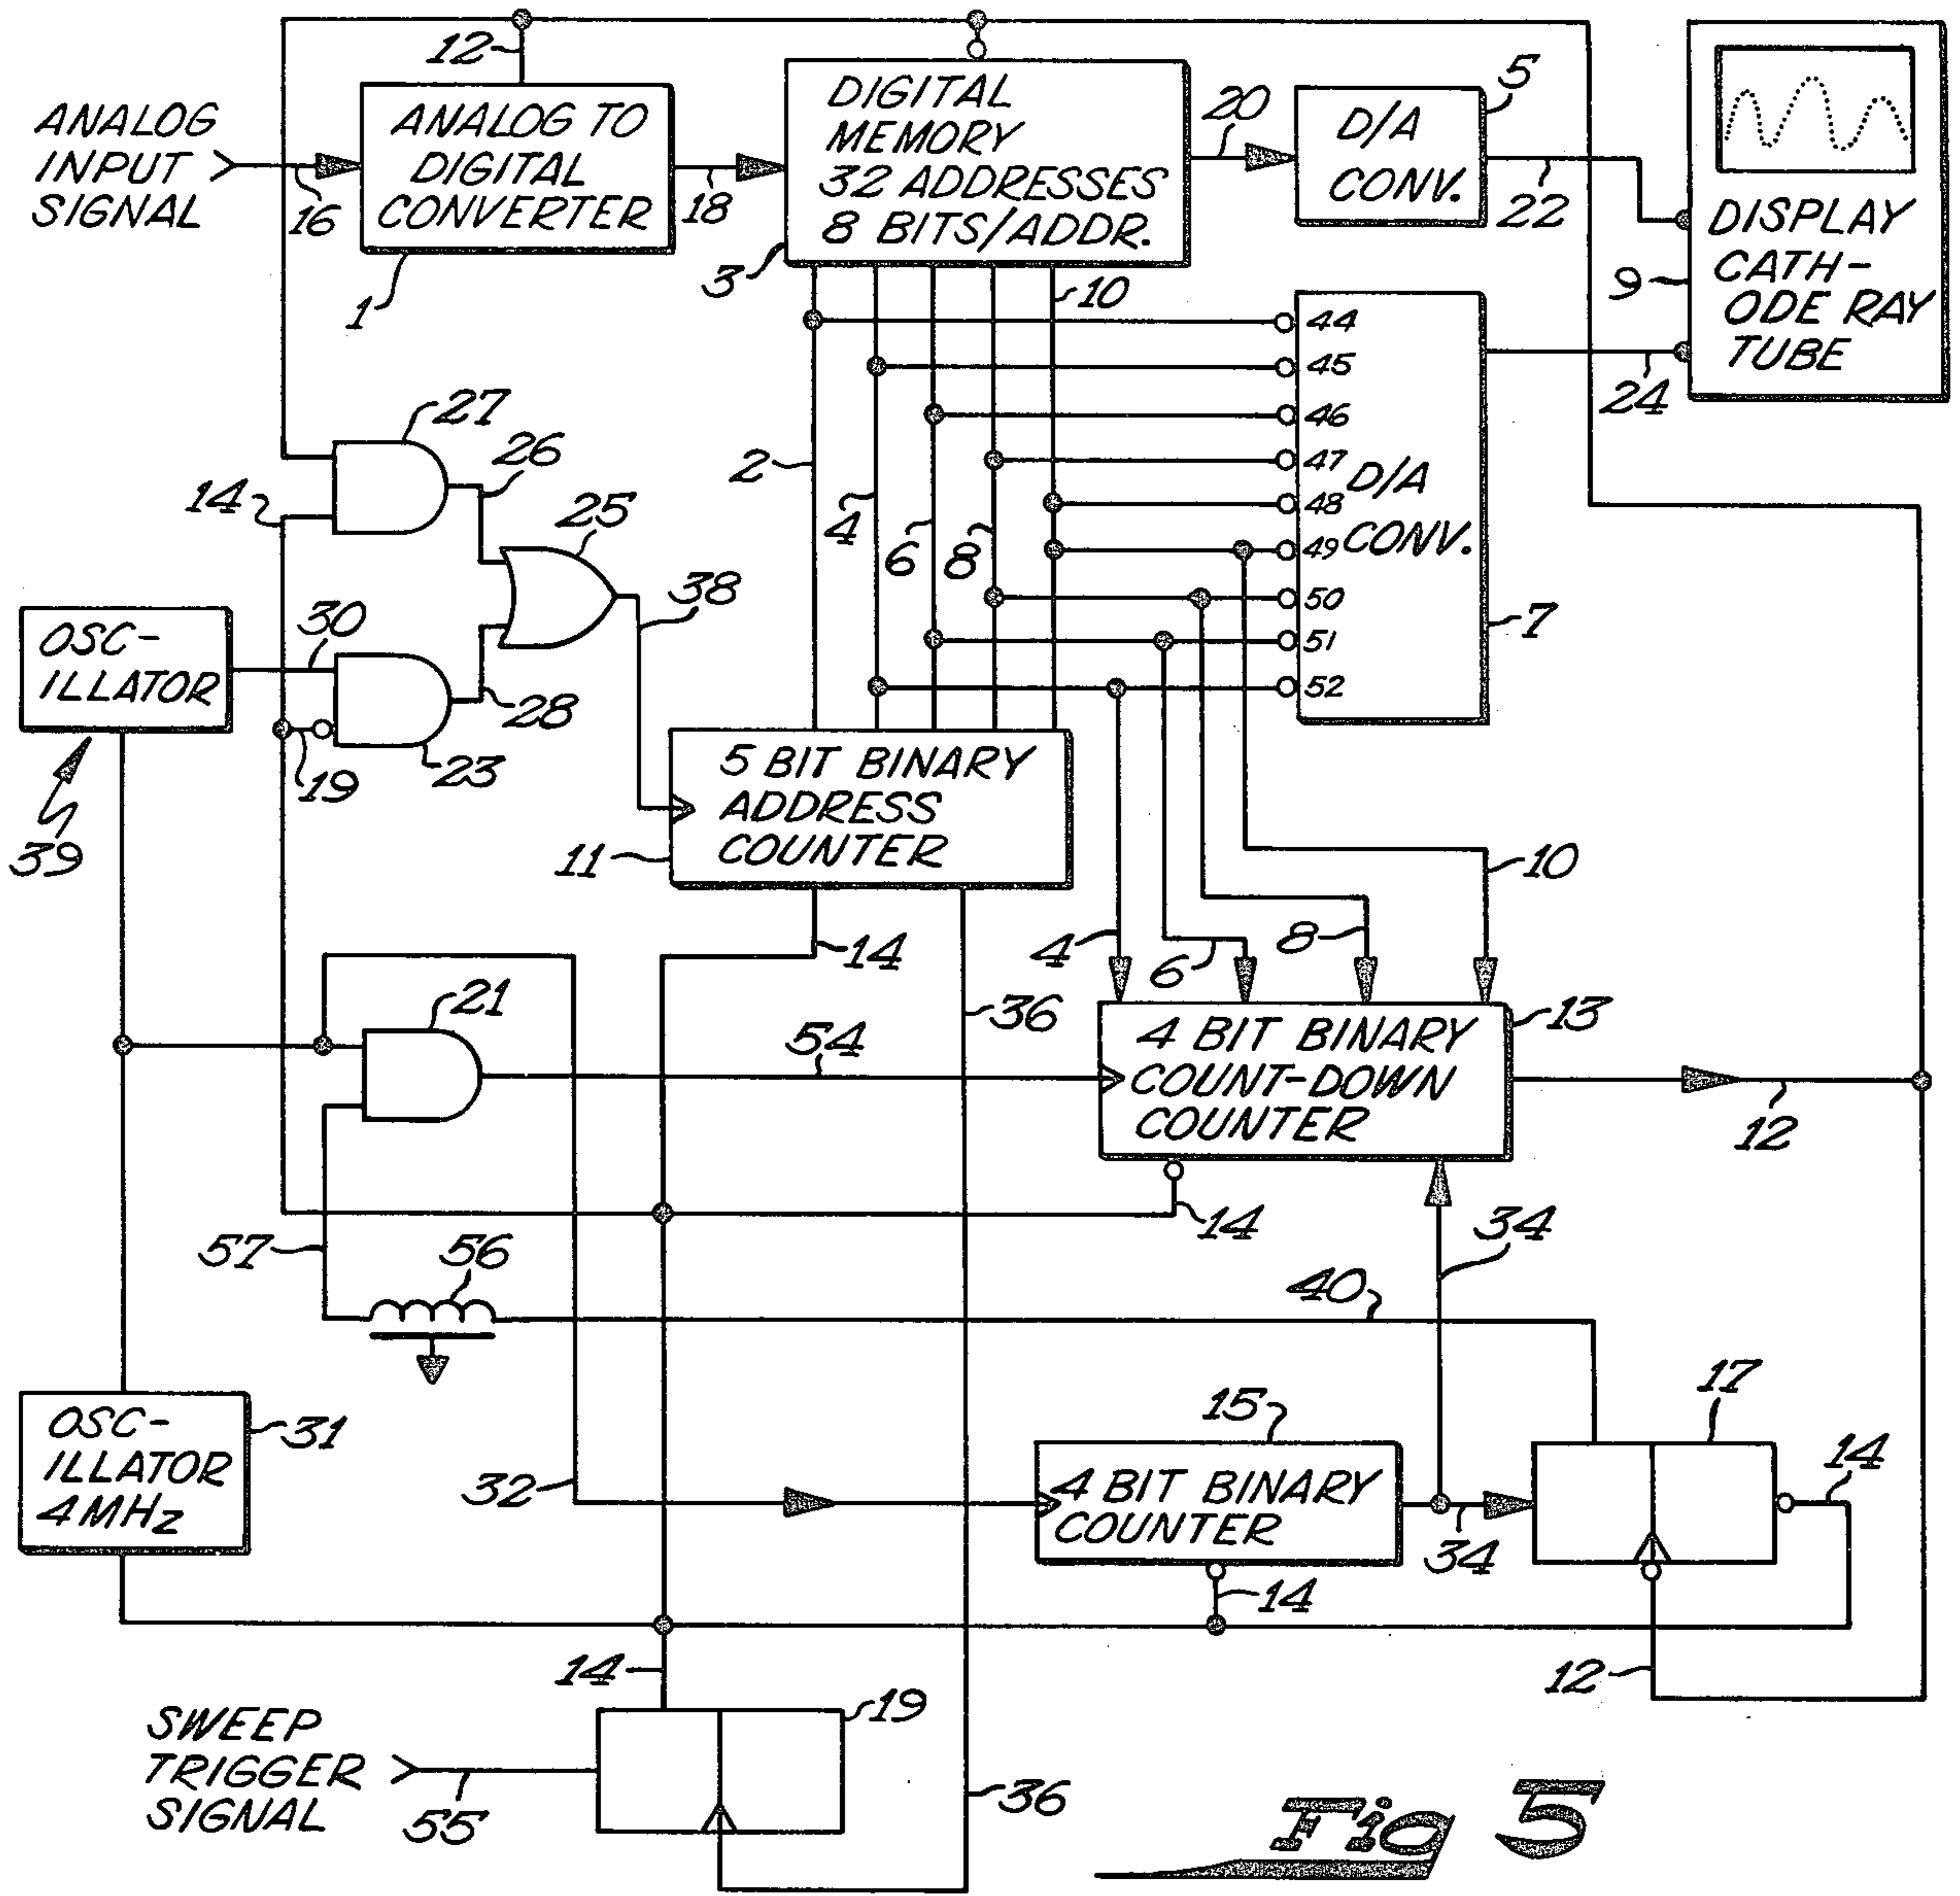 12
ANALOG
INPUT
SIGNAL
16
ANALOG TO
DIGITAL
CONVERTER
1
18
DIGITAL
MEMORY
32 ADDRESSES
8 BITS/ADDR.
3
20
D/A
CONV.
5
22
DISPLAY
CATH-
ODE RAY
TUBE
9
24
10
44
45
46
47
48
49
50
51
52
D/A
CONV.
7
2
4
6
8
27
26
14
25
38
OSC-
ILLATOR
30
28
19
23
39
5 BIT BINARY
ADDRESS
COUNTER
11
14
36
10
8
6
4
21
54
4 BIT BINARY
COUNT-DOWN
COUNTER
13
12
14
34
57
56
40
OSC-
ILLATOR
4MHz
31
32
15
4 BIT BINARY
COUNTER
34
17
14
14
12
14
SWEEP
TRIGGER
SIGNAL
55
19
36
Fig 5